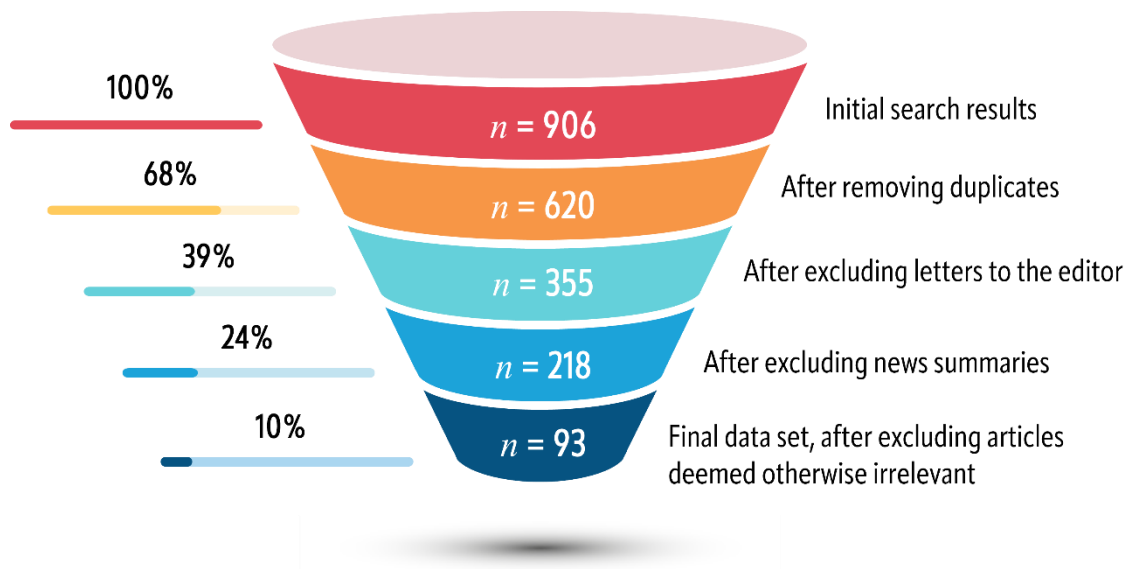 100%
n = 906
Initial search results
68%
n = 620
After removing duplicates
39%
n = 355
After excluding letters to the editor
24%
n = 218
After excluding news summaries
10%
n = 93
Final data set, after excluding articles
deemed otherwise irrelevant